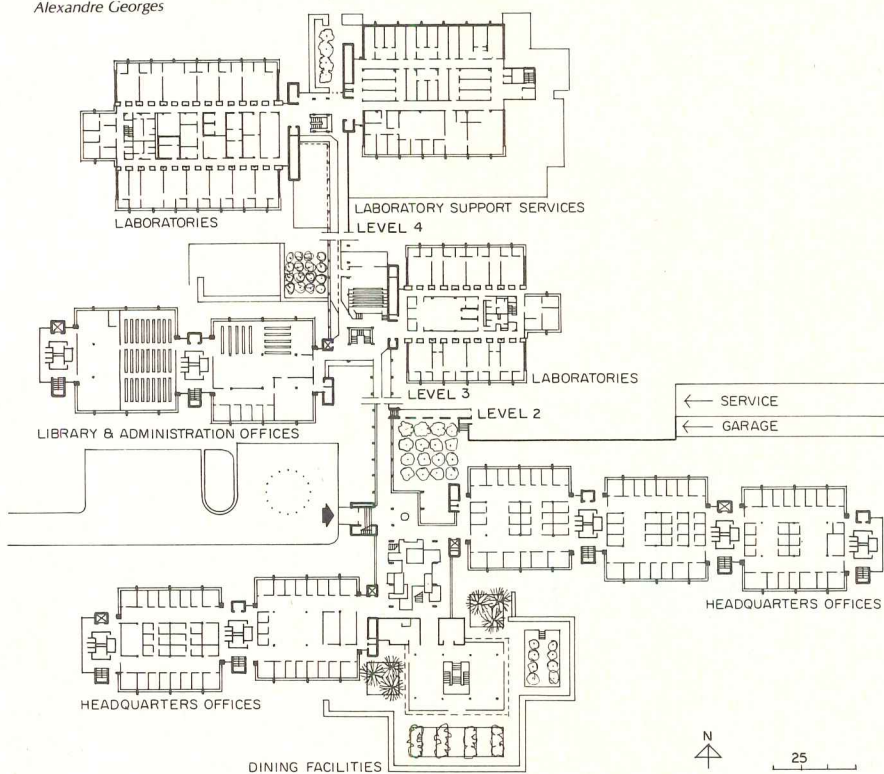 Alexandre Georges
LABORATORIES
LABORATORY SUPPORT SERVICES
LEVEL 4
LABORATORIES
LEVEL 3
LEVEL 2
← SERVICE
← GARAGE
LIBRARY & ADMINISTRATION OFFICES
HEADQUARTERS OFFICES
HEADQUARTERS OFFICES
DINING FACILITIES
N
25